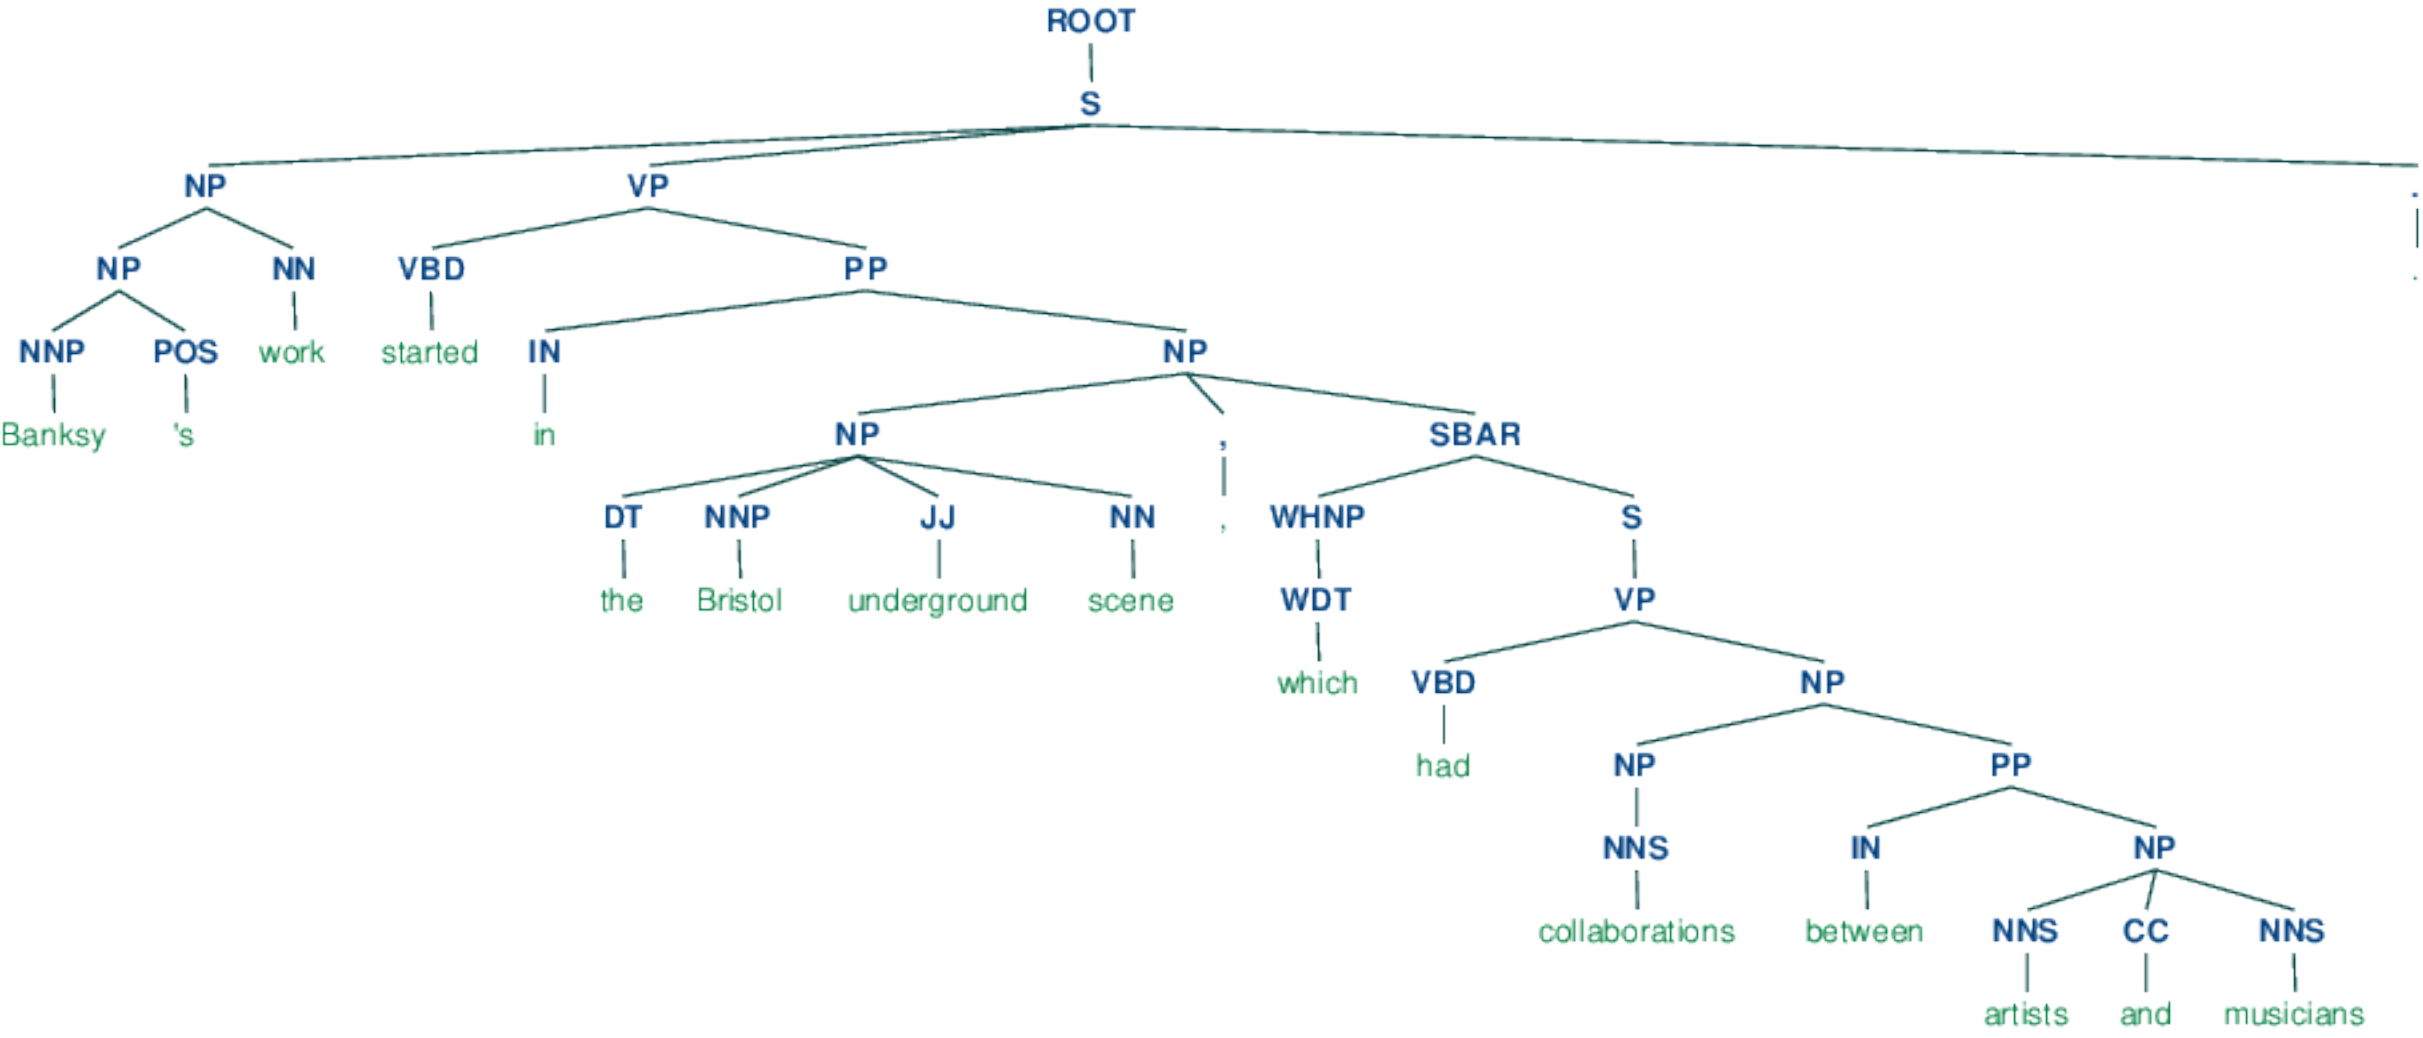 ROOT
S
NP VP .
NP NN VBD PP .
NNP POS work started IN NP
Banksy 's in NP , SBAR
DT NNP JJ NN , WHNP S
the Bristol underground scene WDT VP
which VBD NP
had NP PP
NNS IN NP
collaborations between NNS CC NNS
artists and musicians